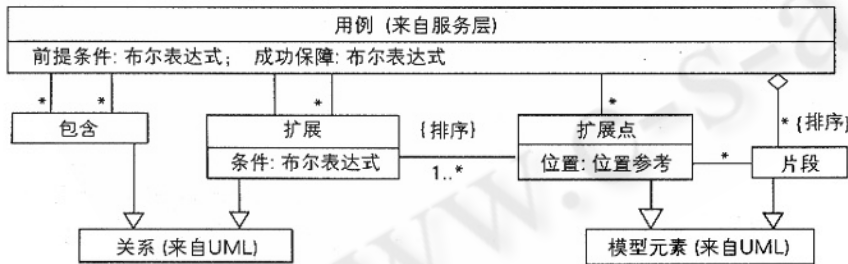 用例 (来自服务层)
前提条件: 布尔表达式; 成功保障: 布尔表达式
* * * * * {排序}
包含 扩展 {排序} 扩展点
条件: 布尔表达式 1..* 位置: 位置参考 * 片段
关系 (来自UML) 模型元素 (来自UML)